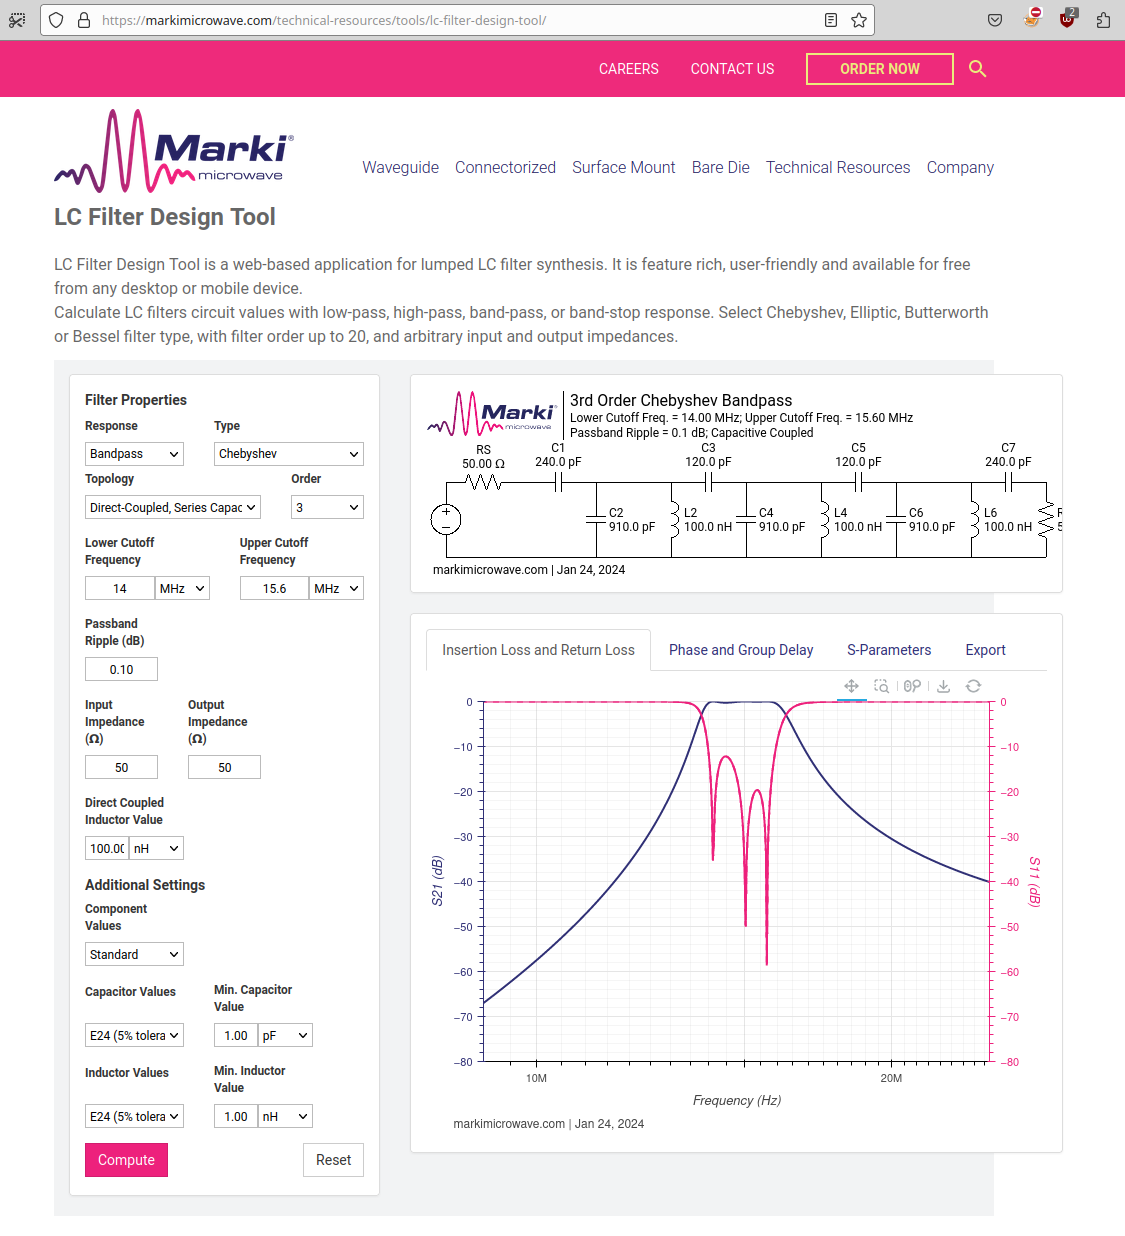 https://markimicrowave.com/technical-resources/tools/lc-filter-design-tool/
2
CAREERS CONTACT US ORDER NOW
Marki®
microwave
Waveguide Connectorized Surface Mount Bare Die Technical Resources Company
LC Filter Design Tool
LC Filter Design Tool is a web-based application for lumped LC filter synthesis. It is feature rich, user-friendly and available for free
from any desktop or mobile device.
Calculate LC filters circuit values with low-pass, high-pass, band-pass, or band-stop response. Select Chebyshev, Elliptic, Butterworth
or Bessel filter type, with filter order up to 20, and arbitrary input and output impedances.
Filter Properties
Response Type
Bandpass Chebyshev
Topology Order
Direct-Coupled, Series Capac 3
Lower Cutoff Upper Cutoff
Frequency Frequency
14 MHz 15.6 MHz
Passband
Ripple (dB)
0.10
Input Output
Impedance Impedance
(Ω) (Ω)
50 50
Direct Coupled
Inductor Value
100.00 nH
Additional Settings
Component
Values
Standard
Capacitor Values Min. Capacitor
Value
E24 (5% tolera 1.00 pF
Inductor Values Min. Inductor
Value
E24 (5% tolera 1.00 nH
Compute Reset
Marki
microwave
3rd Order Chebyshev Bandpass
Lower Cutoff Freq. = 14.00 MHz; Upper Cutoff Freq. = 15.60 MHz
Passband Ripple = 0.1 dB; Capacitive Coupled
RS C1 C3 C5 C7
50.00 Ω 240.0 pF 120.0 pF 120.0 pF 240.0 pF
+
−
C2 L2 C4 L4 C6 L6
910.0 pF 100.0 nH 910.0 pF 100.0 nH 910.0 pF 100.0 nH 5
markimicrowave.com | Jan 24, 2024
Insertion Loss and Return Loss Phase and Group Delay S-Parameters Export
0 0
−10 −10
−20 −20
−30 −30
−40 −40
−50 −50
−60 −60
−70 −70
−80 −80
S21 (dB)
S11 (dB)
10M 20M
Frequency (Hz)
markimicrowave.com | Jan 24, 2024